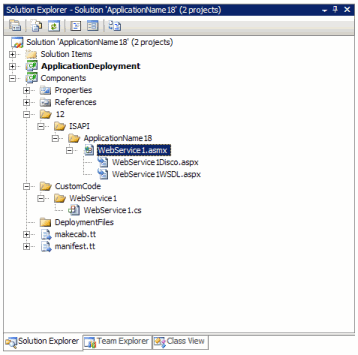 Solution Explorer - Solution 'ApplicationName18' (2 projects)
Solution 'ApplicationName18' (2 projects)
Solution Items
ApplicationDeployment
Components
Properties
References
12
ISAPI
ApplicationName18
WebService1.asmx
WebService1Disco.aspx
WebService1WSDL.aspx
CustomCode
WebService1
WebService1.cs
DeploymentFiles
makecab.tt
manifest.tt
Solution Explorer Team Explorer Class View